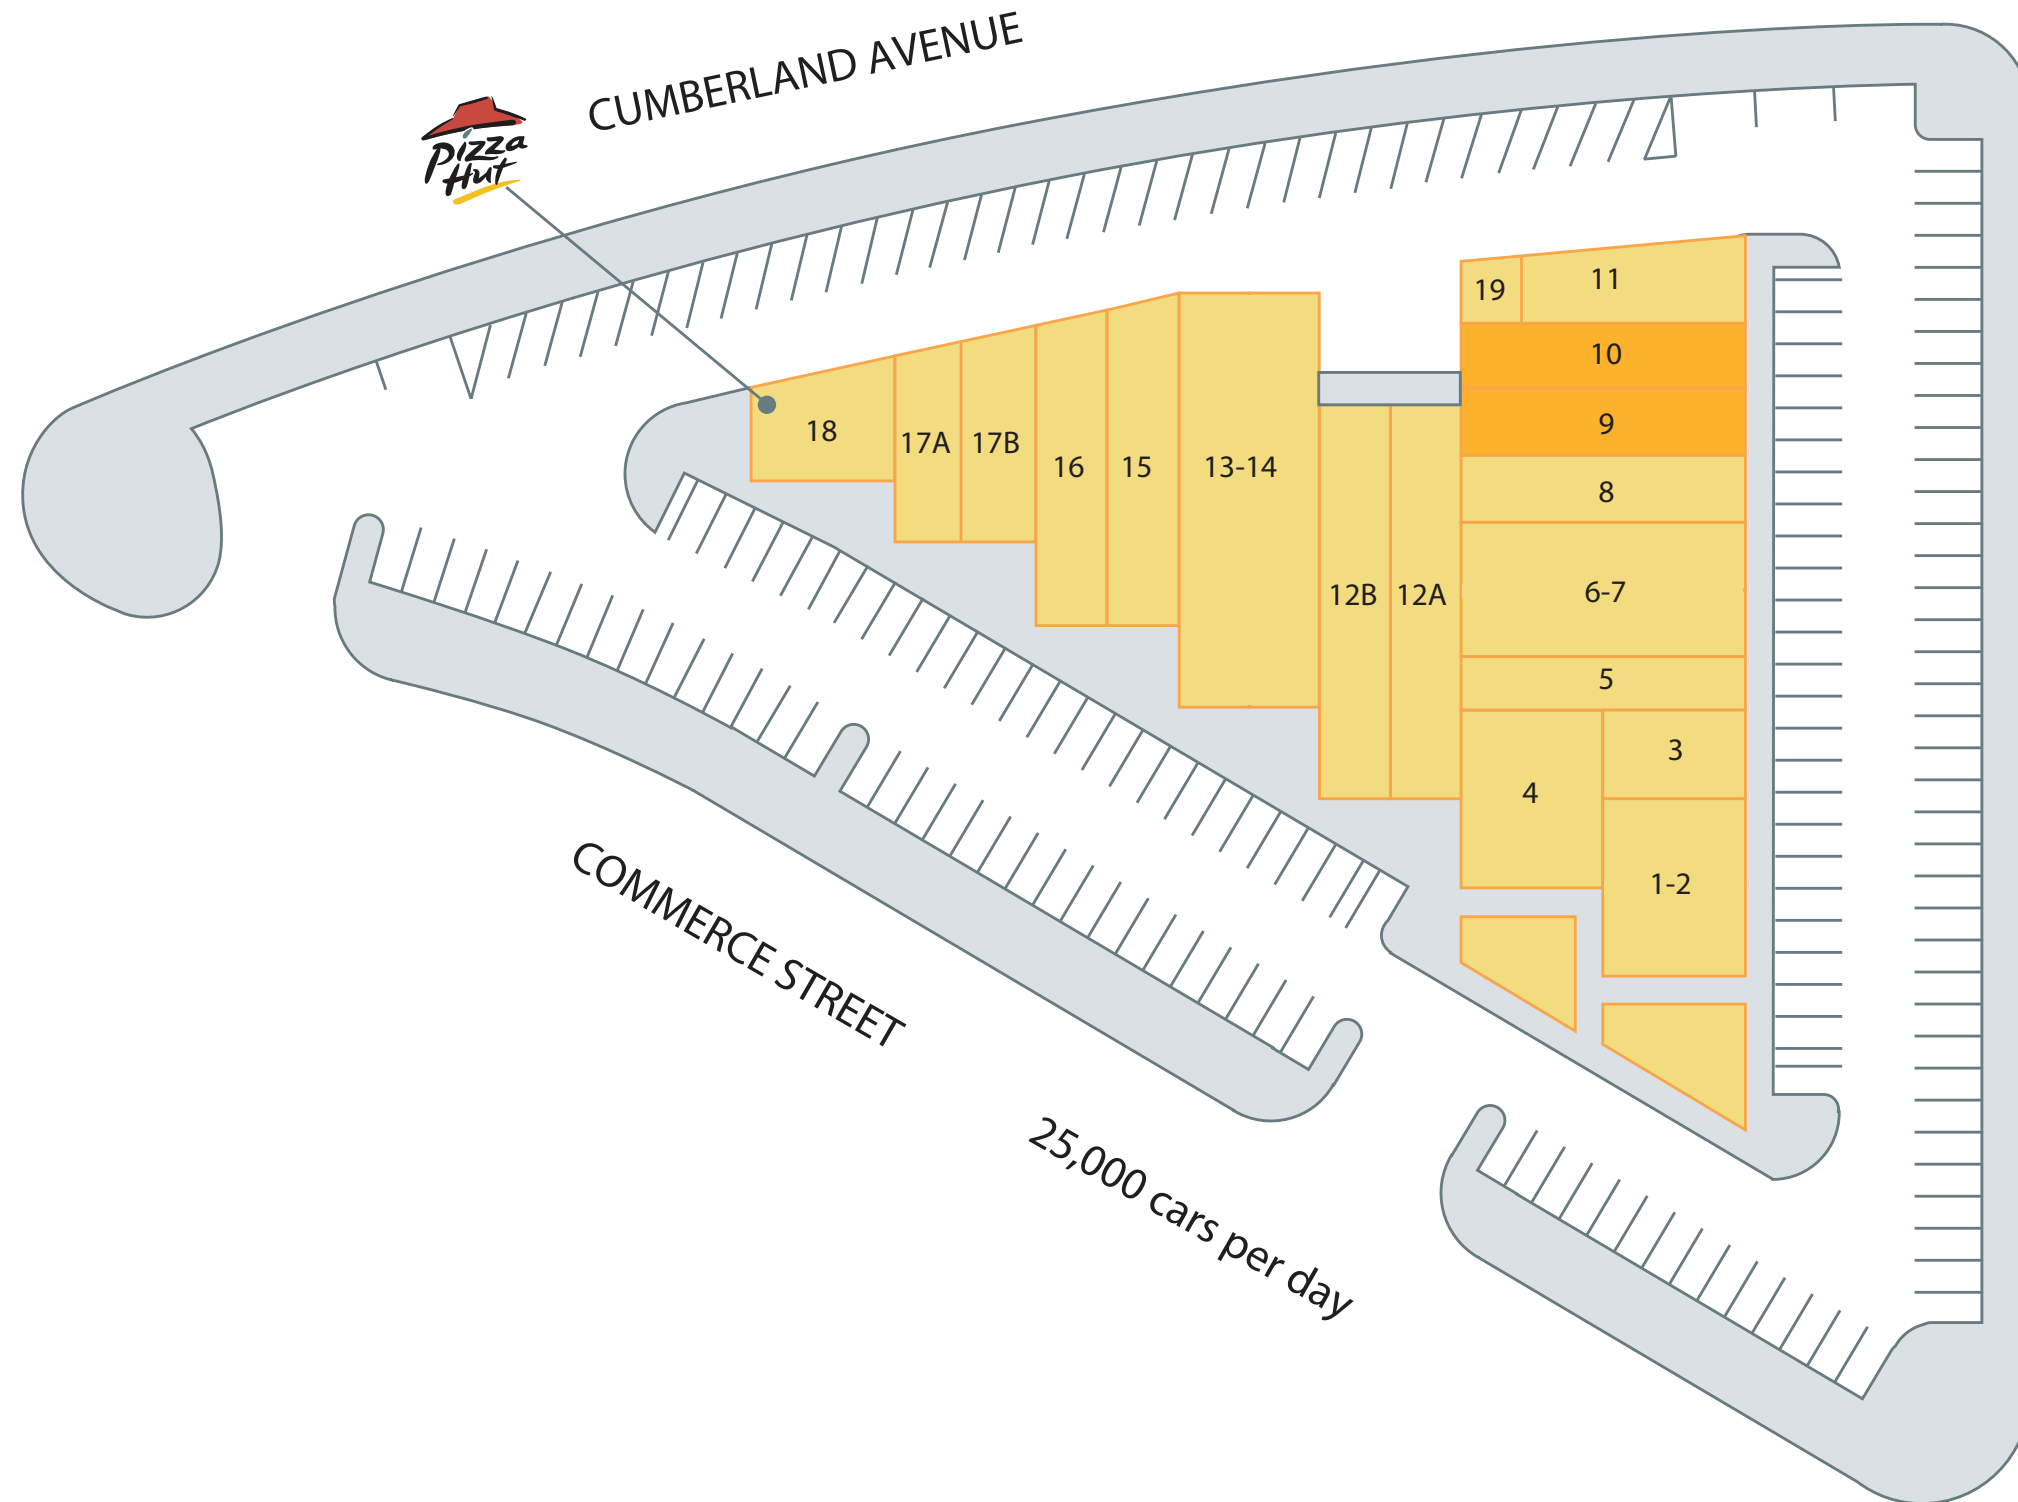 CUMBERLAND AVENUE
Pizza
Hut
19
11
10
9
8
6-7
5
4
3
1-2
18
17A
17B
16
15
13-14
12B
12A
COMMERCE STREET
25,000 cars per day